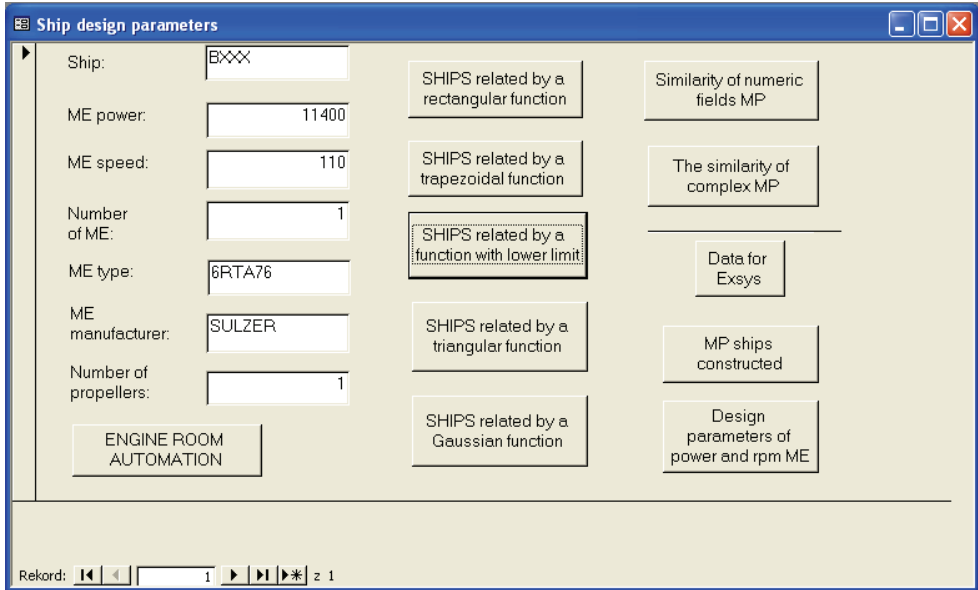 Ship design parameters
Ship:
BXXX
ME power:
11400
ME speed:
110
Number
of ME:
1
ME type:
6RTA76
ME
manufacturer:
SULZER
Number of
propellers:
1
ENGINE ROOM
AUTOMATION
SHIPS related by a
rectangular function
SHIPS related by a
trapezoidal function
SHIPS related by a
function with lower limit
SHIPS related by a
triangular function
SHIPS related by a
Gaussian function
Similarity of numeric
fields MP
The similarity of
complex MP
Data for
Exsys
MP ships
constructed
Design
parameters of
power and rpm ME
Rekord: 1 z 1